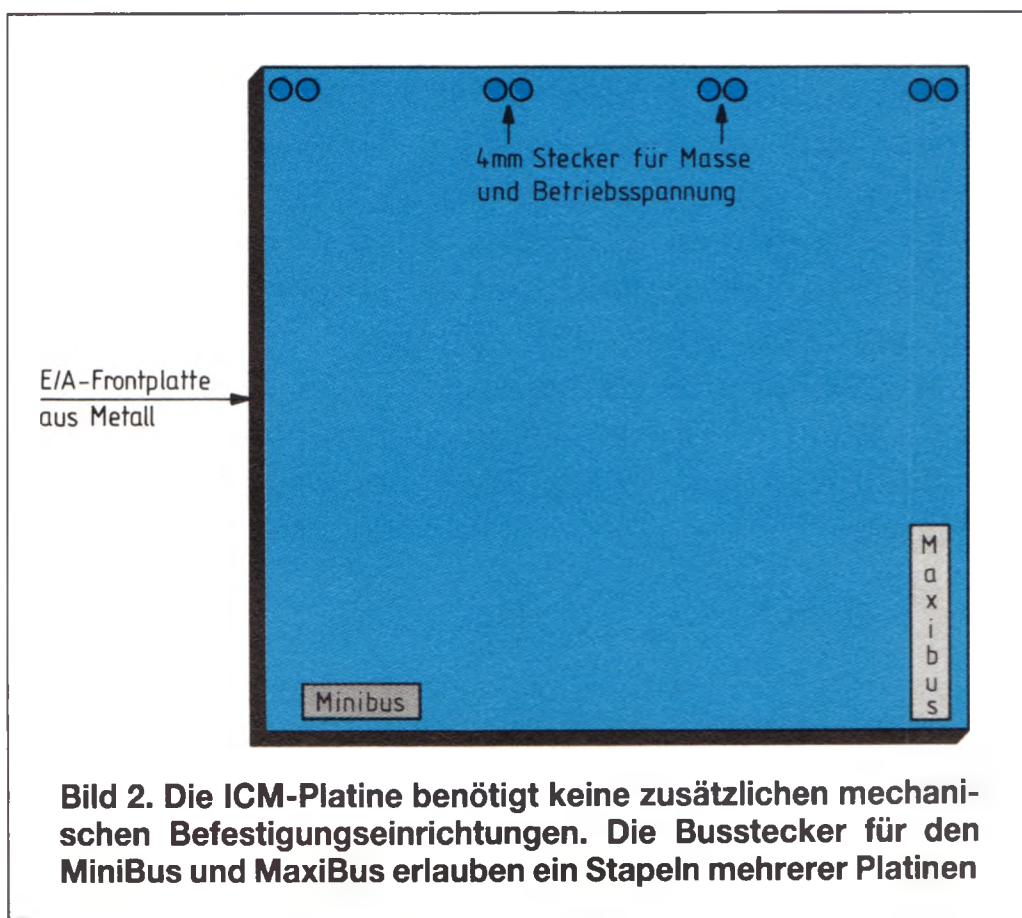 4mm Stecker für Masse
und Betriebsspannung
E/A-Frontplatte
aus Metall
Maxibus
Minibus
Bild 2. Die ICM-Platine benötigt keine zusätzlichen mechani-
schen Befestigungseinrichtungen. Die Busstecker für den
MiniBus und MaxiBus erlauben ein Stapeln mehrerer Platinen